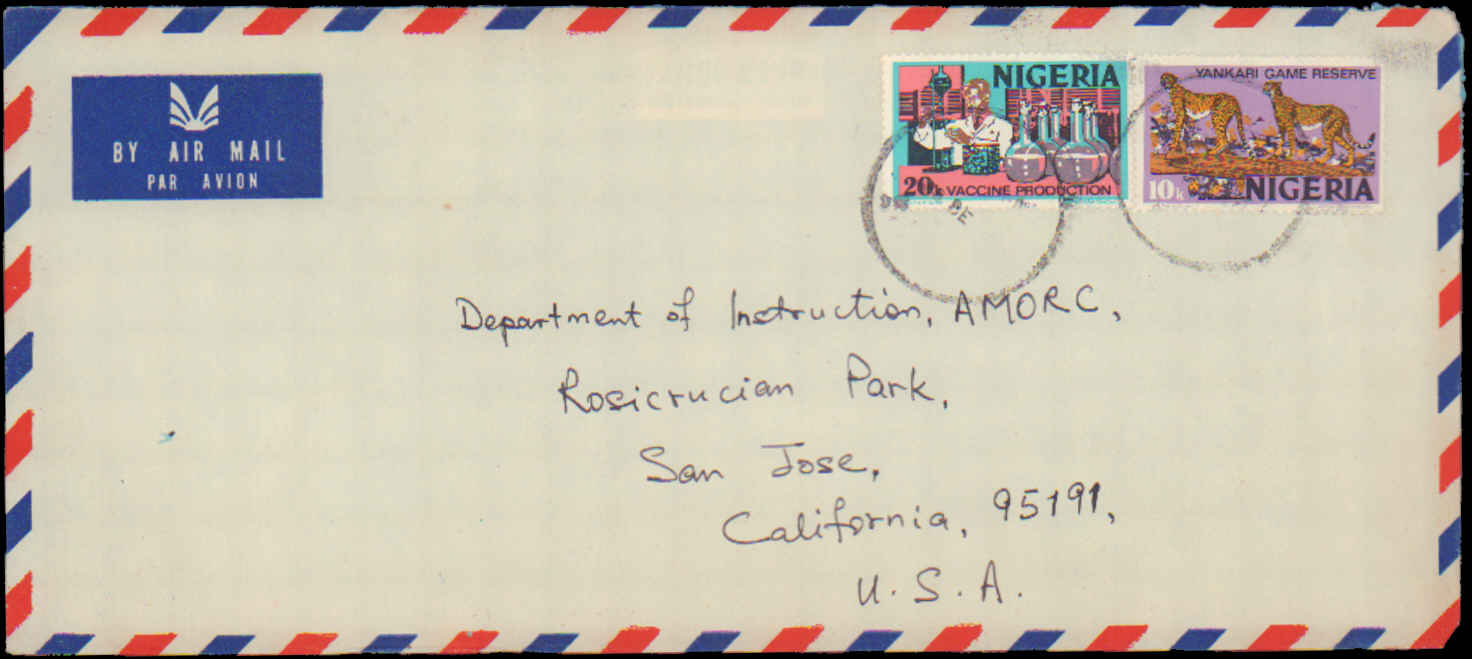 BY AIR MAIL
PAR AVION
NIGERIA
20k VACCINE PRODUCTION
YANKARI GAME RESERVE
10k NIGERIA
DE
Department of Instruction, AMORC,
Rosicrucian Park,
San Jose,
California, 95191,
U.S.A.